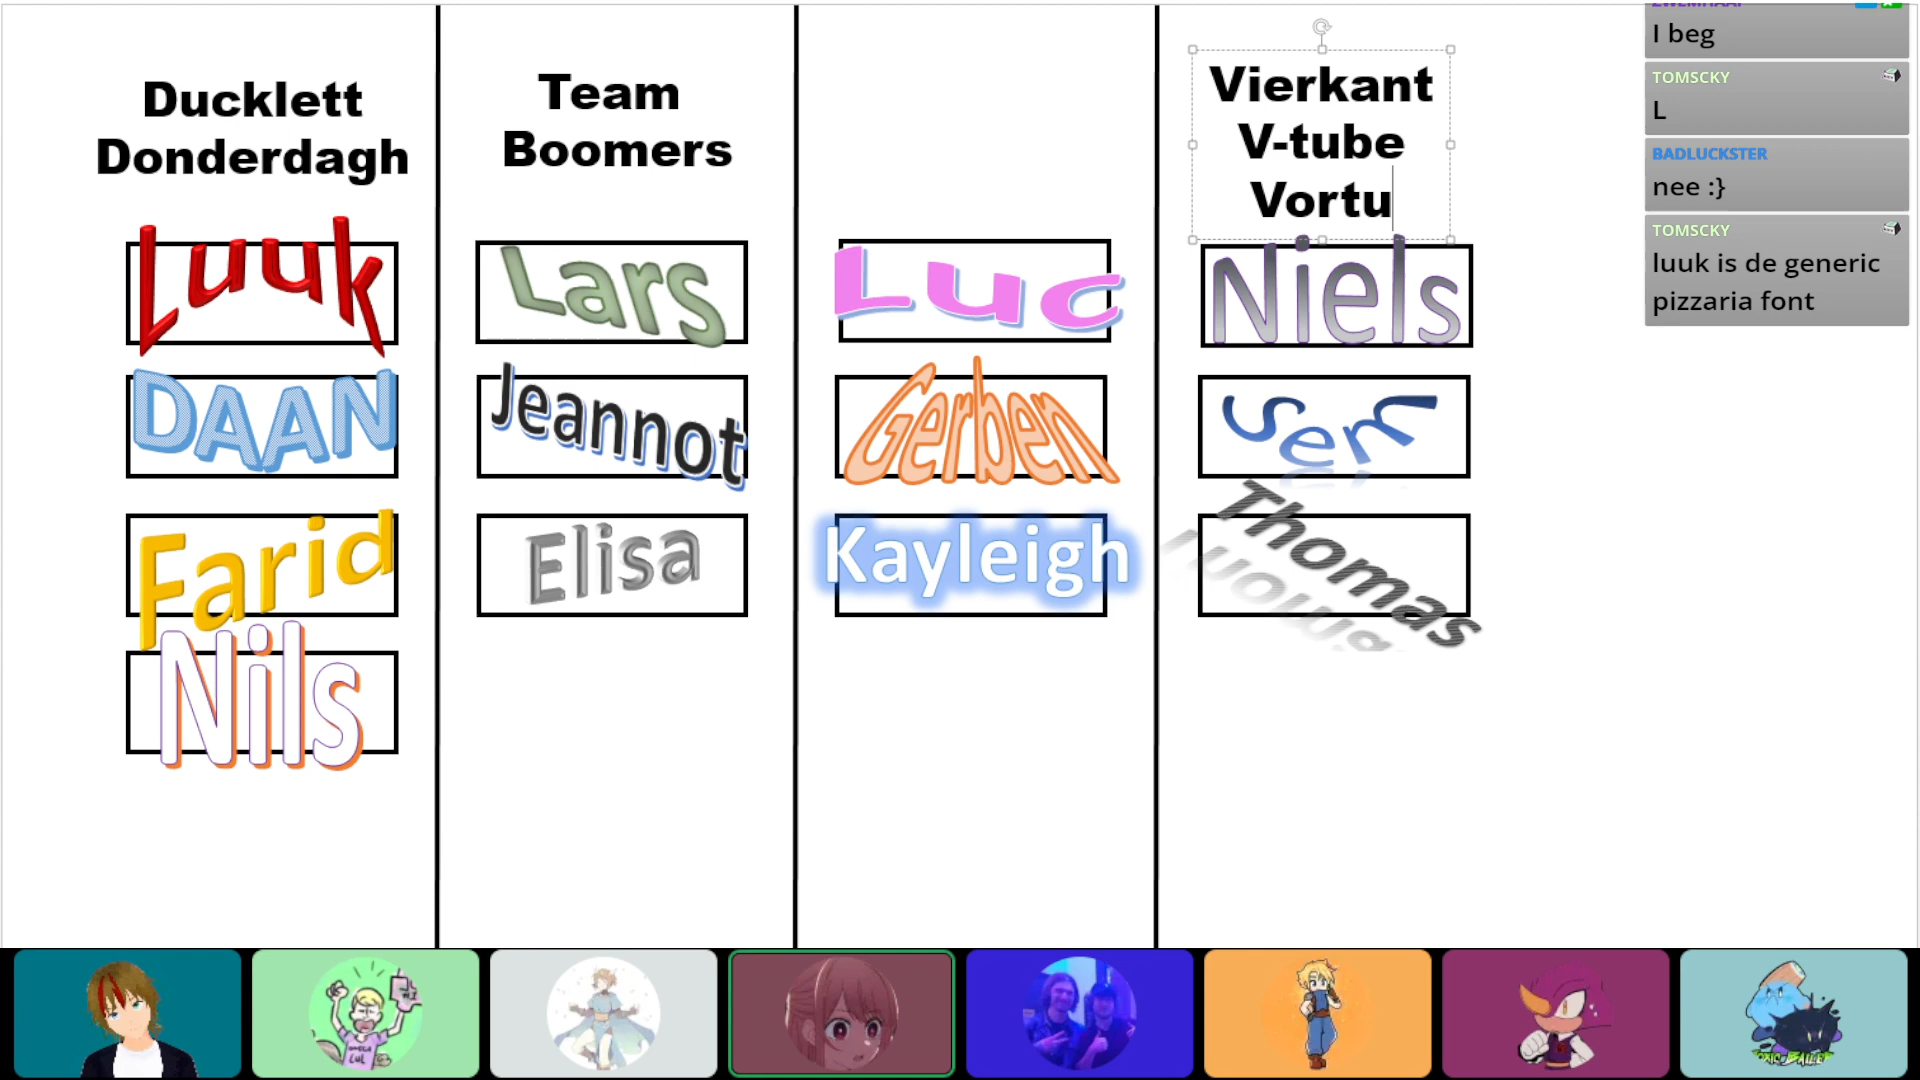 Ducklett
Donderdagh
Luuk
DAAN
Farid
Nils
Team
Boomers
Lars
Jeannot
Elisa
Luc
Gerben
Kayleigh
Vierkant
V-tube
Vortu
Niels
Sem
Thomas
I beg
TOMSCKY
L
BADLUCKSTER
nee :}
TOMSCKY
luuk is de generic
pizzaria font